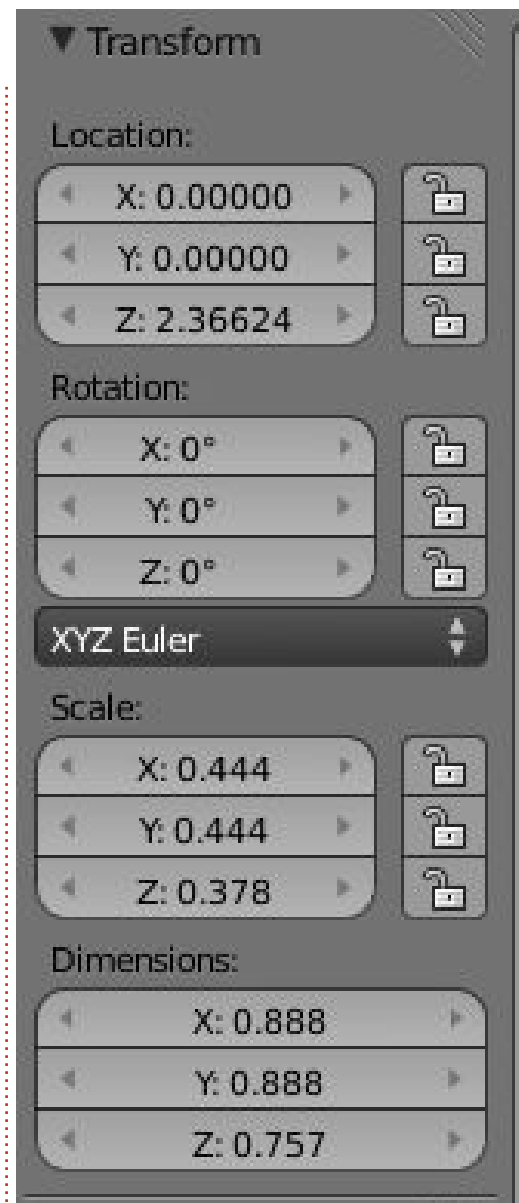 Transform
Location:
X: 0.00000
Y: 0.00000
Z: 2.36624
Rotation:
X: 0°
Y: 0°
Z: 0°
XYZ Euler
Scale:
X: 0.444
Y: 0.444
Z: 0.378
Dimensions:
X: 0.888
Y: 0.888
Z: 0.757